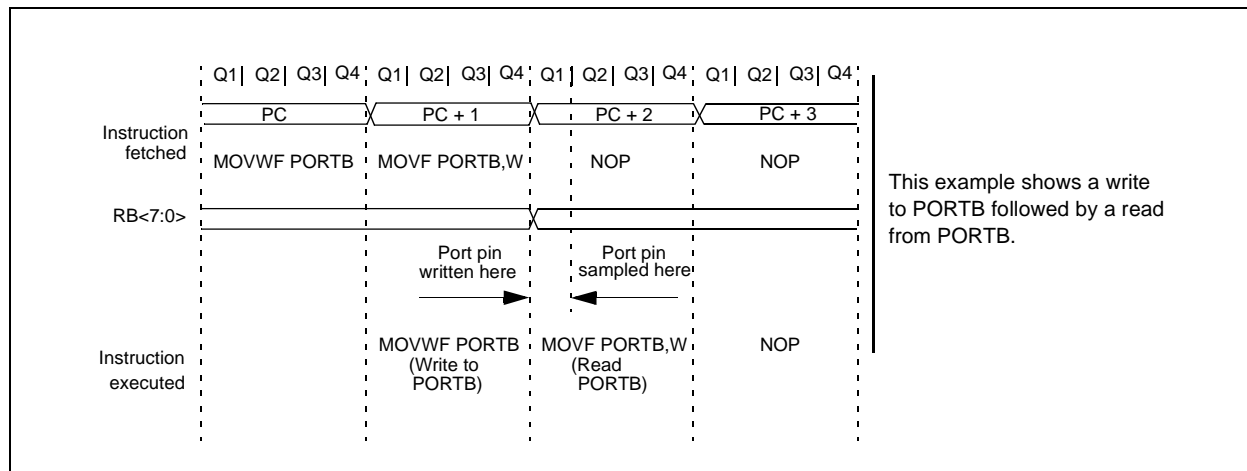 Q1| Q2| Q3| Q4 Q1| Q2| Q3| Q4 Q1| Q2| Q3| Q4 Q1| Q2| Q3| Q4
PC PC + 1 PC + 2 PC + 3
Instruction
fetched
MOVWF PORTB MOVF PORTB,W NOP NOP
RB<7:0>
Port pin
written here
Port pin
sampled here
Instruction
executed
MOVWF PORTB
(Write to
PORTB)
MOVF PORTB,W
(Read
PORTB)
NOP
This example shows a write
to PORTB followed by a read
from PORTB.